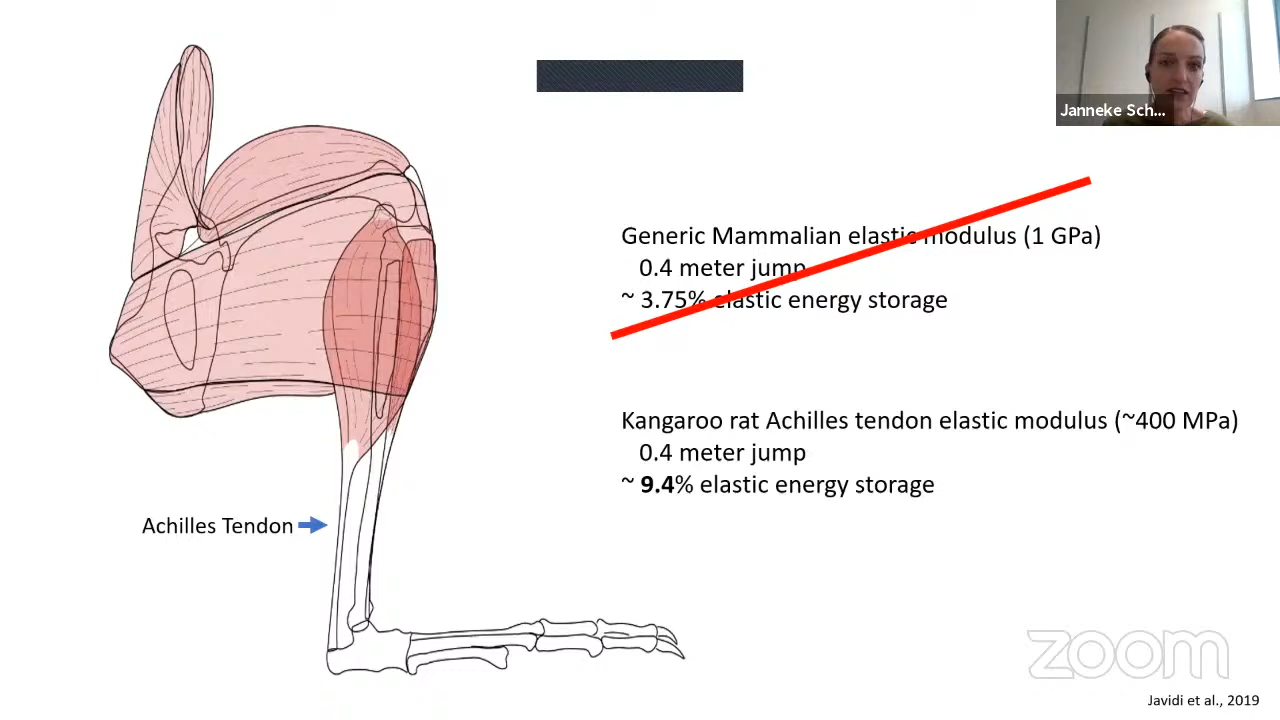 Janneke Sch...
Generic Mammalian elastic modulus (1 GPa)
0.4 meter jump
~ 3.75% elastic energy storage
Kangaroo rat Achilles tendon elastic modulus (~400 MPa)
0.4 meter jump
~ 9.4% elastic energy storage
Achilles Tendon
zoom
Javidi et al., 2019